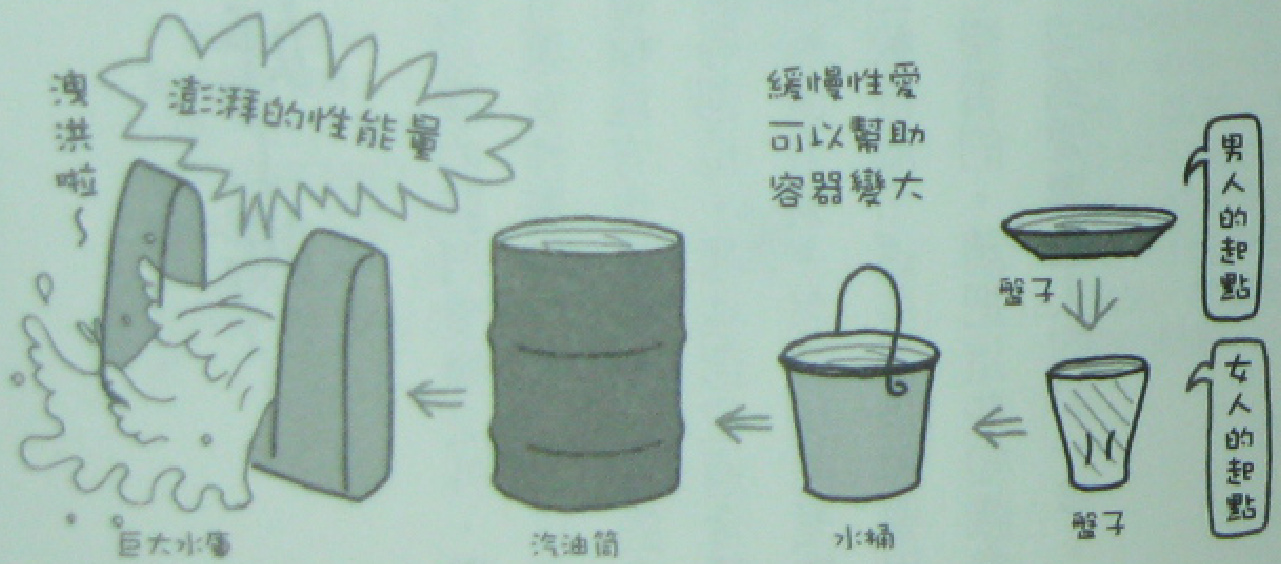 男人的起點
盤子
女人的起點
盤子
緩慢性愛
可以幫助
容器變大
水桶
汽油筒
澎湃的性能量
洩洪啦~
巨大水庫